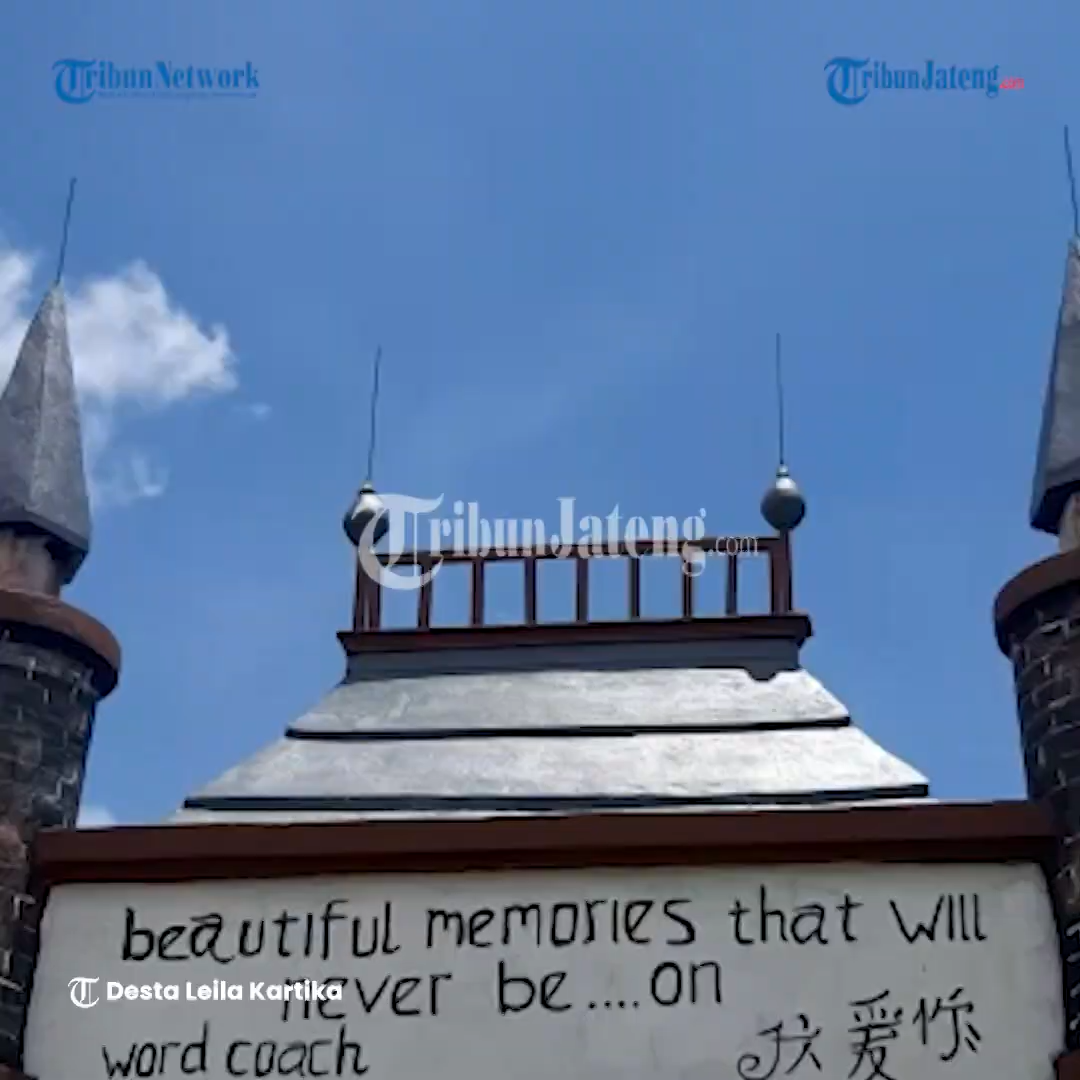 TribunNetwork
TribunJateng.com
TribunJateng.com
beautiful memories that will
never be....on
Desta Leila Kartika
word coach
我爱你